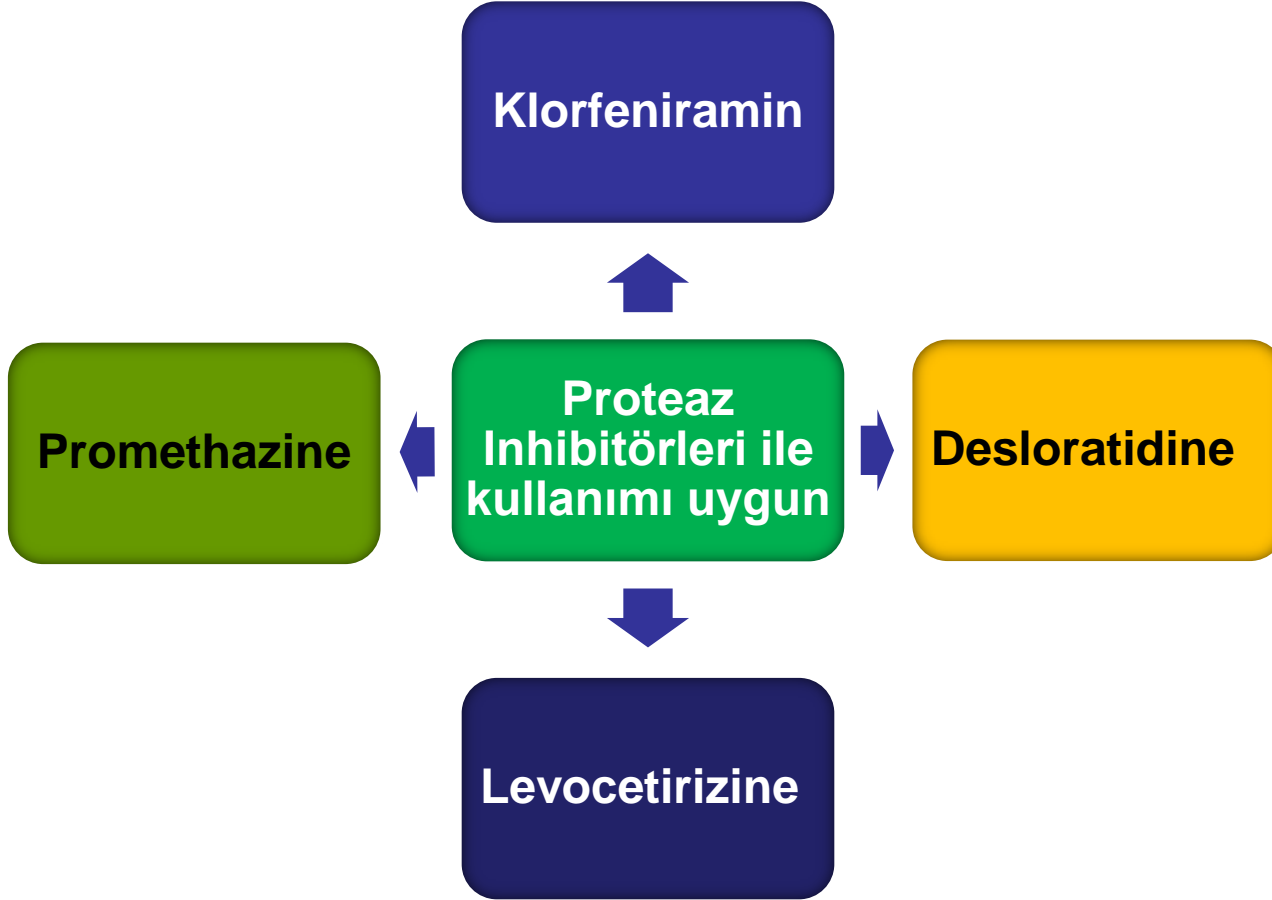 Klorfeniramin
Promethazine
Proteaz
Inhibitörleri ile
kullanımı uygun
Desloratidine
Levocetirizine